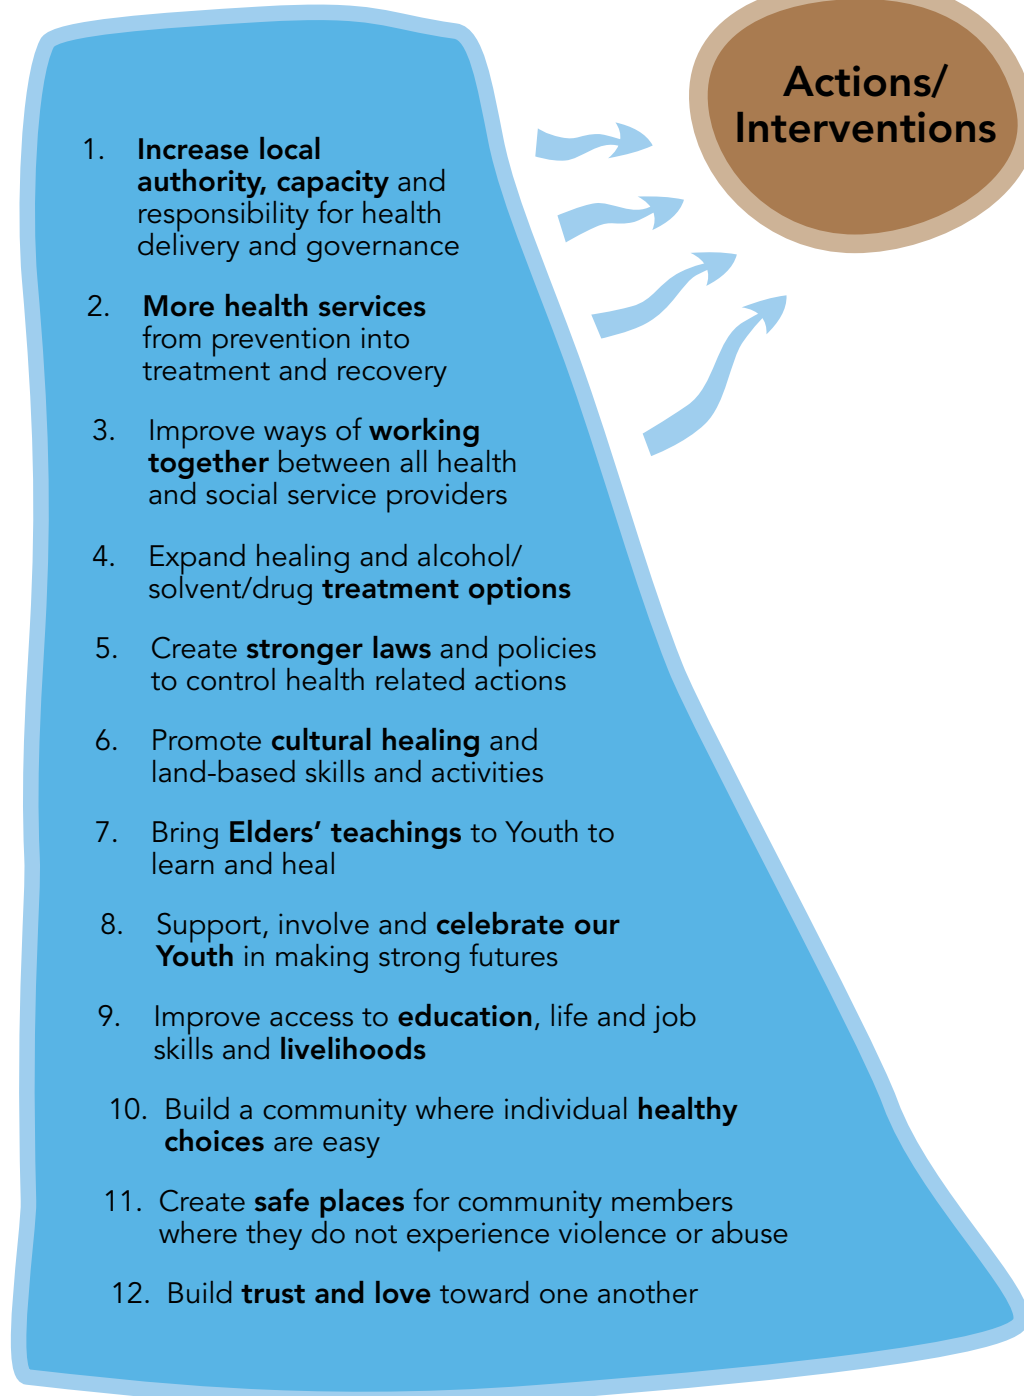 Actions/
Interventions
1. Increase local
authority, capacity and
responsibility for health
delivery and governance
2. More health services
from prevention into
treatment and recovery
3. Improve ways of working
together between all health
and social service providers
4. Expand healing and alcohol/
solvent/drug treatment options
5. Create stronger laws and policies
to control health related actions
6. Promote cultural healing and
land-based skills and activities
7. Bring Elders’ teachings to Youth to
learn and heal
8. Support, involve and celebrate our
Youth in making strong futures
9. Improve access to education, life and job
skills and livelihoods
10. Build a community where individual healthy
choices are easy
11. Create safe places for community members
where they do not experience violence or abuse
12. Build trust and love toward one another